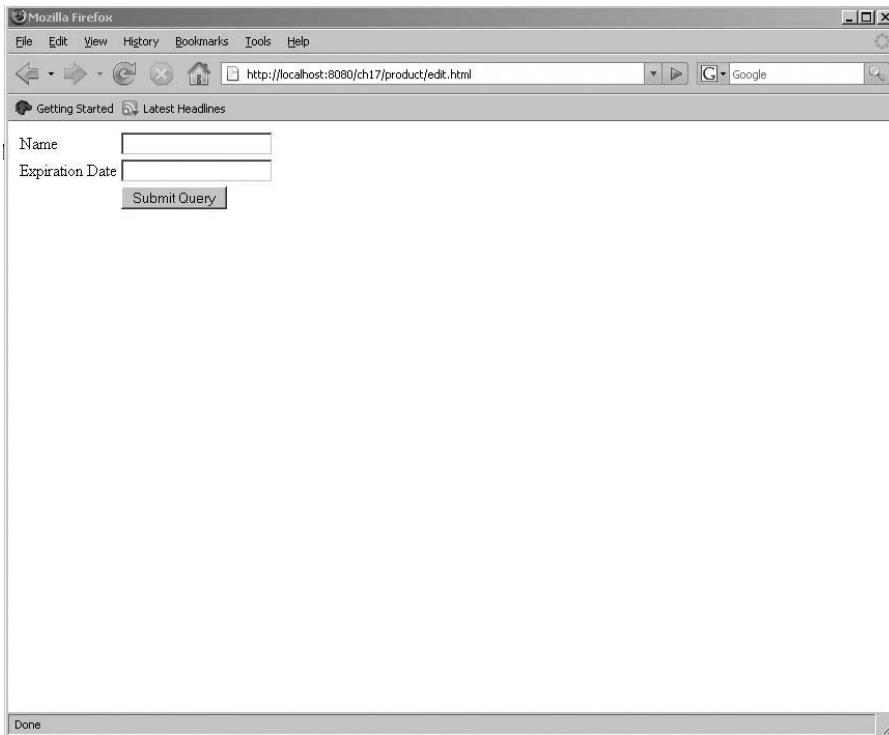 Mozilla Firefox
File Edit View History Bookmarks Tools Help
http://localhost:8080/ch17/product/edit.html G Google
Getting Started Latest Headlines
Name
Expiration Date
Submit Query
Done